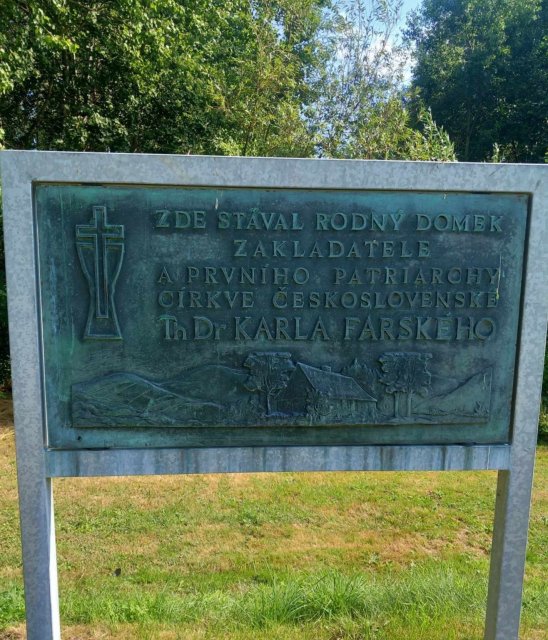 ZDE STÁVAL RODNÝ DOMEK
ZAKLADATELE
A PRVNÍHO PATRIARCHY
CÍRKVE ČESKOSLOVENSKÉ
ThDr KARLA FARSKÉHO